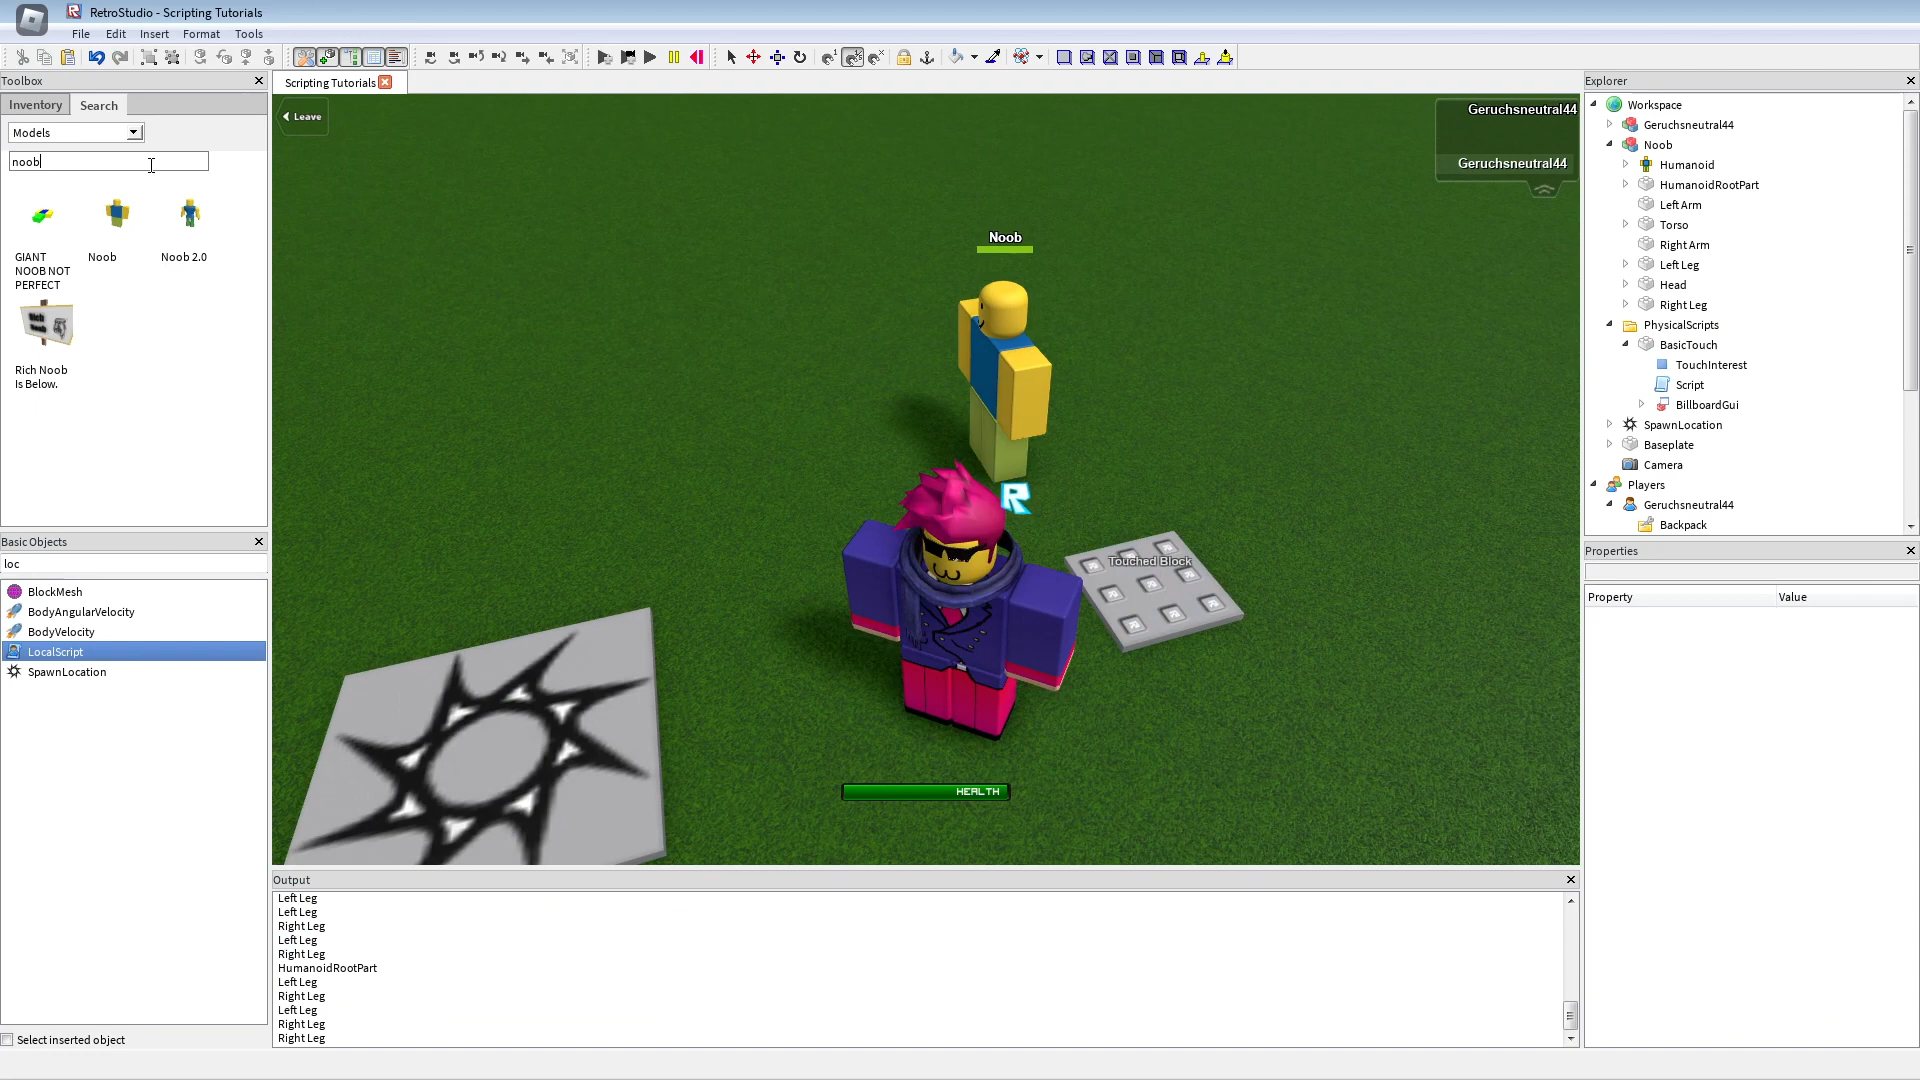 RetroStudio - Scripting Tutorials
File Edit Insert Format Tools
Toolbox
Inventory Search
Models
noob
GIANT NOOB NOT PERFECT
Noob
Noob 2.0
Rich Noob
Rich Noob Is Below.
Basic Objects
loc
BlockMesh
BodyAngularVelocity
BodyVelocity
LocalScript
SpawnLocation
Select inserted object
Scripting Tutorials
Leave
Geruchsneutral44
Geruchsneutral44
Noob
Touched Block
HEALTH
Output
Left Leg
Left Leg
Right Leg
Left Leg
Right Leg
HumanoidRootPart
Left Leg
Right Leg
Left Leg
Right Leg
Right Leg
Explorer
Workspace
Geruchsneutral44
Noob
Humanoid
HumanoidRootPart
Left Arm
Torso
Right Arm
Left Leg
Head
Right Leg
PhysicalScripts
BasicTouch
TouchInterest
Script
BillboardGui
SpawnLocation
Baseplate
Camera
Players
Geruchsneutral44
Backpack
Properties
Property Value